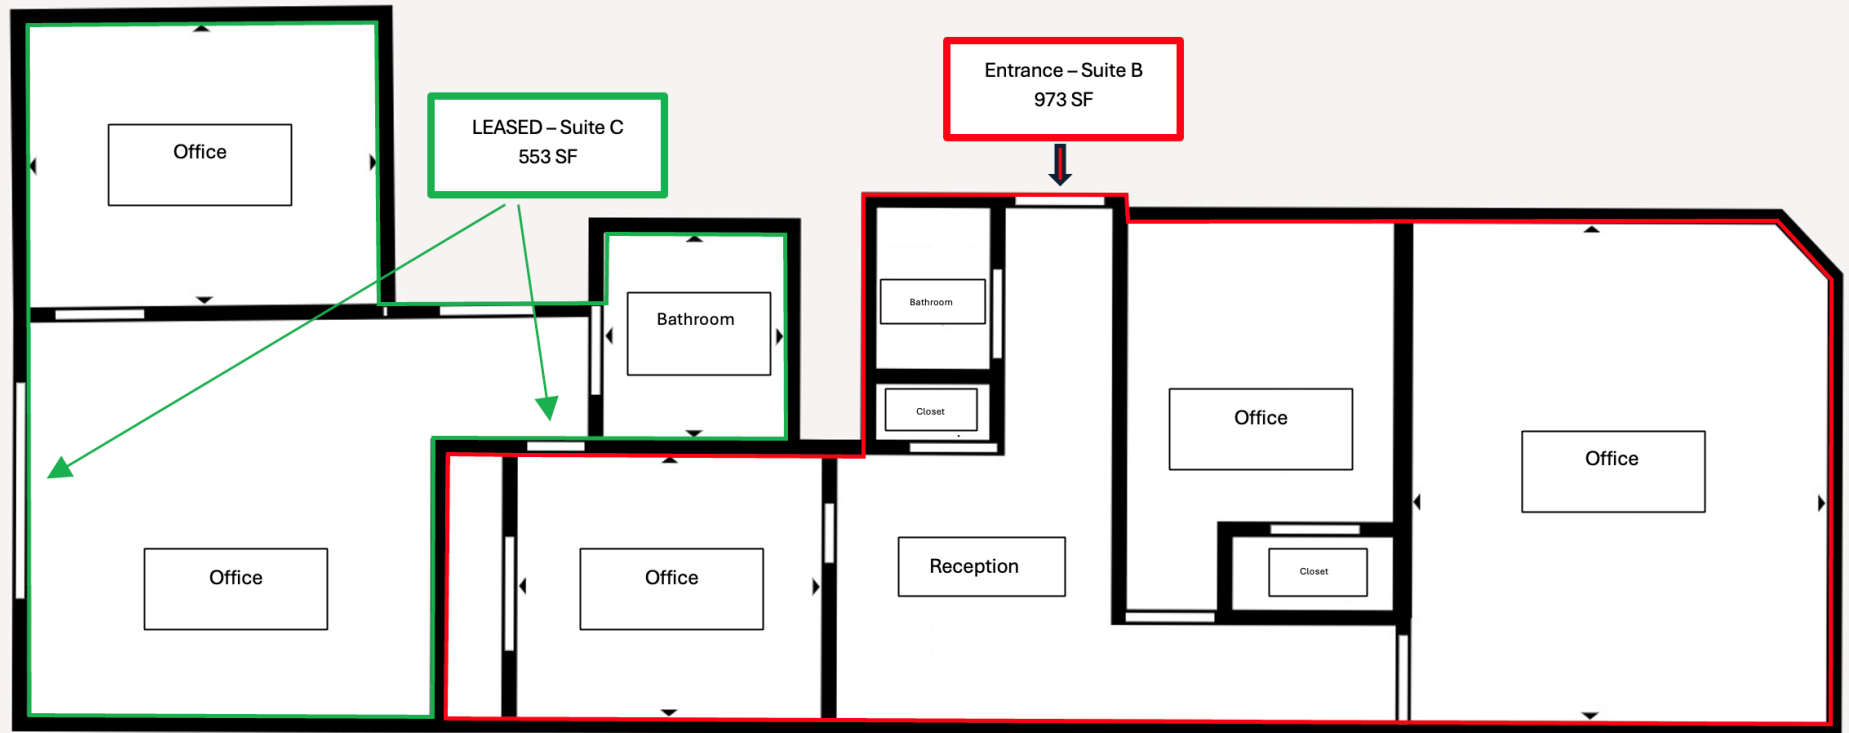 Entrance – Suite B
973 SF
LEASED – Suite C
553 SF
Office
Bathroom
Bathroom
Closet
Office
Office
Office
Office
Reception
Closet